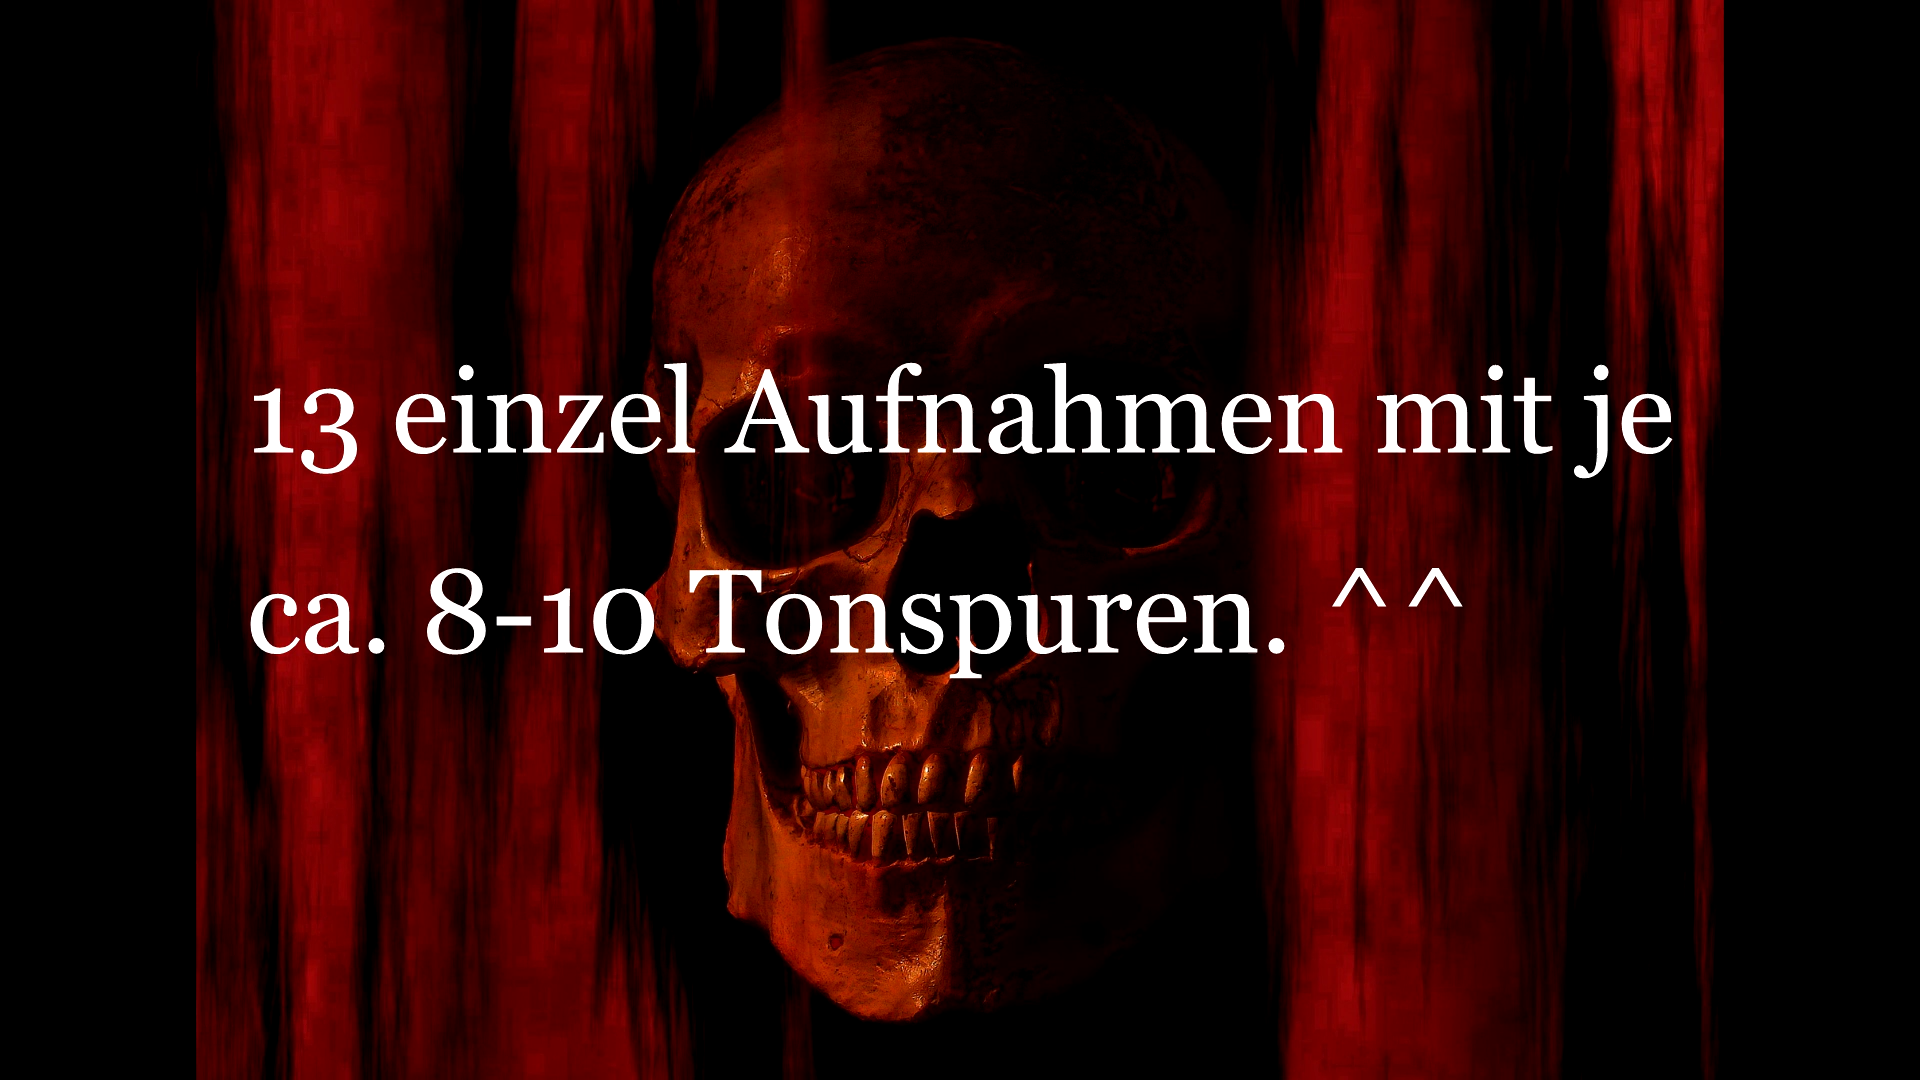 13 einzel Aufnahmen mit je
ca. 8-10 Tonspuren. ^^